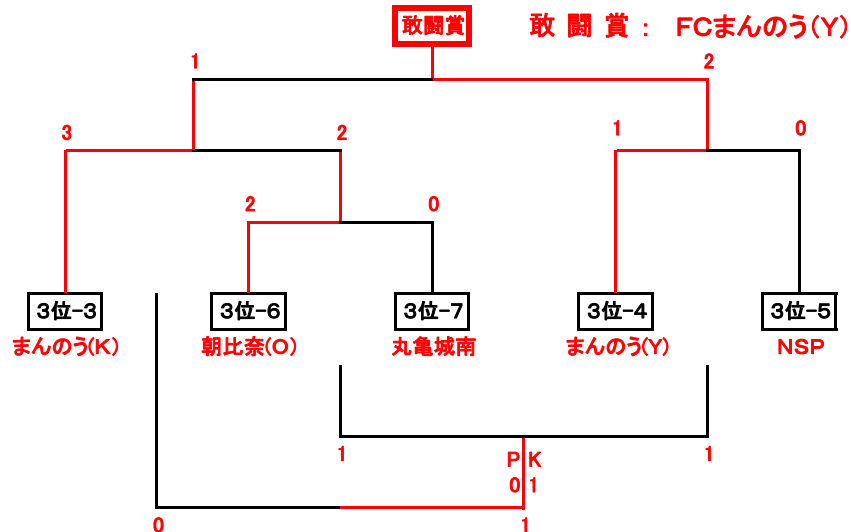 敢闘賞
敢 闘 賞 ： FCまんのう(Y)
1 2
3 2 1 0
2 0
3位-3 3位-6 3位-7 3位-4 3位-5
まんのう(K) 朝比奈(O) 丸亀城南 まんのう(Y) NSP
1 PK 1
0 1
0 1